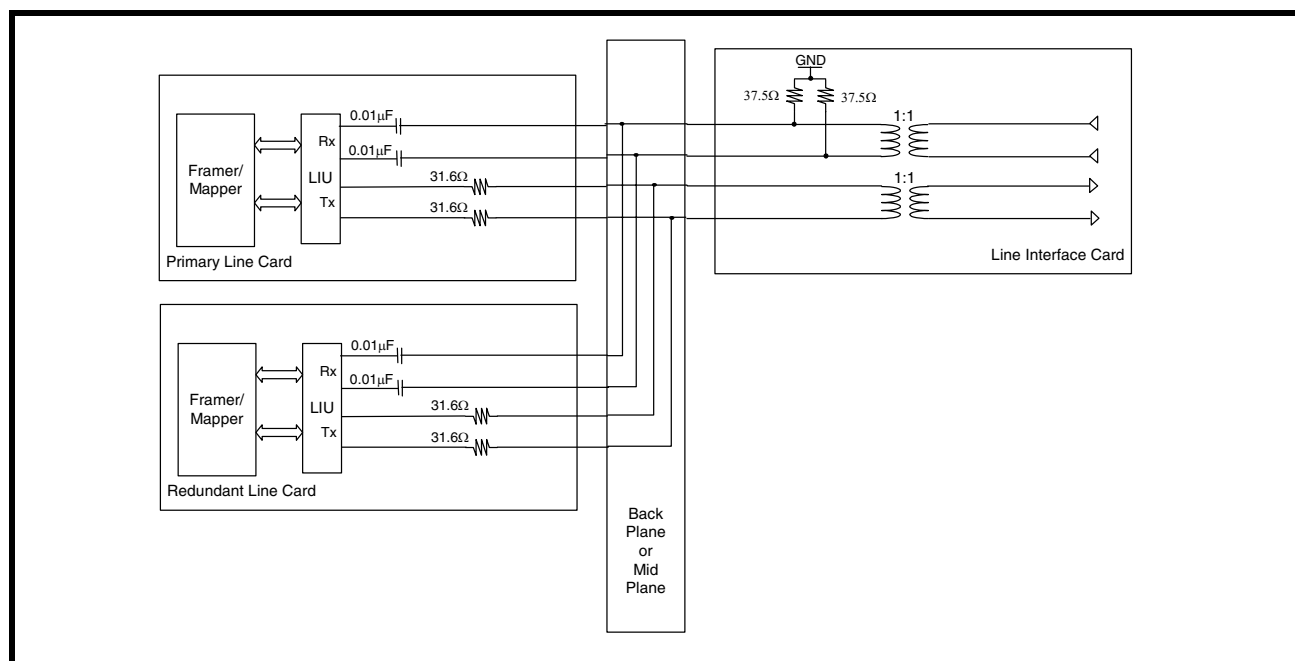 GND
37.5Ω
37.5Ω
0.01μF
1:1
Rx
0.01μF
Framer/
Mapper
LIU
31.6Ω
1:1
Tx
31.6Ω
Primary Line Card
Line Interface Card
0.01μF
Rx
0.01μF
Framer/
Mapper
LIU
31.6Ω
Tx
31.6Ω
Redundant Line Card
Back
Plane
or
Mid
Plane